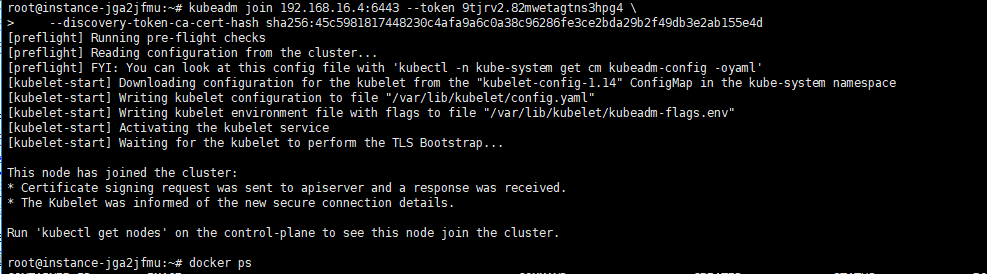 root@instance-jga2jfmu:~# kubeadm join 192.168.16.4:6443 --token 9tjrv2.82mwetagtns3hpg4 \
>     --discovery-token-ca-cert-hash sha256:45c5981817448230c4afa9a6c0a38c96286fe3ce2bda29b2f49db3e2ab155e4d
[preflight] Running pre-flight checks
[preflight] Reading configuration from the cluster...
[preflight] FYI: You can look at this config file with 'kubectl -n kube-system get cm kubeadm-config -oyaml'
[kubelet-start] Downloading configuration for the kubelet from the "kubelet-config-1.14" ConfigMap in the kube-system namespace
[kubelet-start] Writing kubelet configuration to file "/var/lib/kubelet/config.yaml"
[kubelet-start] Writing kubelet environment file with flags to file "/var/lib/kubelet/kubeadm-flags.env"
[kubelet-start] Activating the kubelet service
[kubelet-start] Waiting for the kubelet to perform the TLS Bootstrap...
This node has joined the cluster:
* Certificate signing request was sent to apiserver and a response was received.
* The Kubelet was informed of the new secure connection details.
Run 'kubectl get nodes' on the control-plane to see this node join the cluster.
root@instance-jga2jfmu:~# docker ps